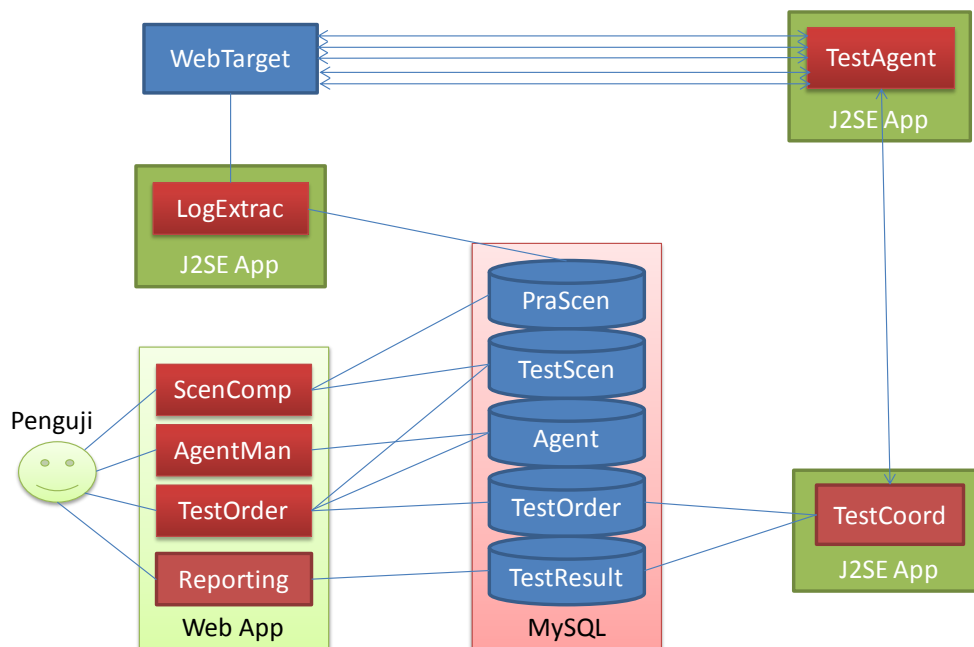 WebTarget
TestAgent
J2SE App
LogExtrac
J2SE App
PraScen
TestScen
Agent
TestOrder
TestResult
MySQL
Penguji
ScenComp
AgentMan
TestOrder
Reporting
Web App
TestCoord
J2SE App